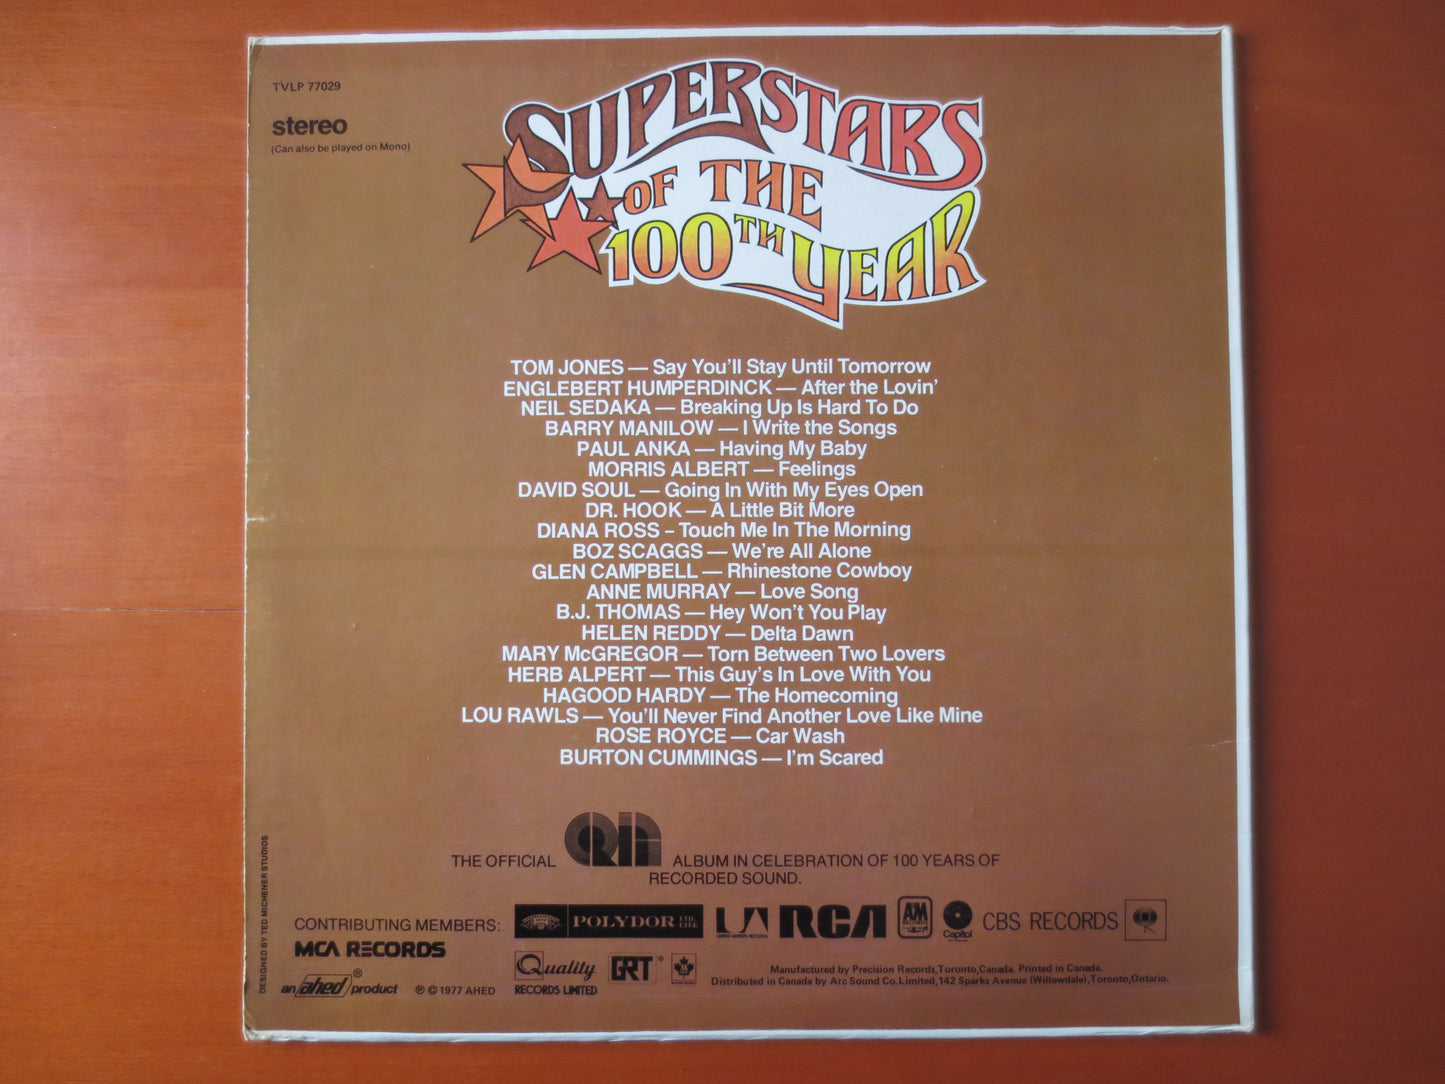 TVLP 77029
stereo
(Can also be played on Mono)
SUPERSTARS
OF THE
100TH YEAR
TOM JONES — Say You'll Stay Until Tomorrow
ENGLEBERT HUMPERDINCK — After the Lovin'
NEIL SEDAKA — Breaking Up Is Hard To Do
BARRY MANILOW — I Write the Songs
PAUL ANKA — Having My Baby
MORRIS ALBERT — Feelings
DAVID SOUL — Going In With My Eyes Open
DR. HOOK — A Little Bit More
DIANA ROSS – Touch Me In The Morning
BOZ SCAGGS — We're All Alone
GLEN CAMPBELL — Rhinestone Cowboy
ANNE MURRAY — Love Song
B.J. THOMAS — Hey Won't You Play
HELEN REDDY — Delta Dawn
MARY McGREGOR — Torn Between Two Lovers
HERB ALPERT — This Guy's In Love With You
HAGOOD HARDY — The Homecoming
LOU RAWLS — You'll Never Find Another Love Like Mine
ROSE ROYCE — Car Wash
BURTON CUMMINGS — I'm Scared
THE OFFICIAL ALBUM IN CELEBRATION OF 100 YEARS OF
RECORDED SOUND.
DESIGNED BY TED MICHENER STUDIOS
CONTRIBUTING MEMBERS: POLYDOR LTD. LTÉE UA UNITED ARTISTS RECORDS RCA A&M RECORDS Capitol CBS RECORDS
MCA RECORDS
Quality RECORDS LIMITED
GRT ®
an ahed ® product ℗ © 1977 AHED
Manufactured by Precision Records, Toronto, Canada. Printed in Canada.
Distributed in Canada by Arc Sound Co. Limited, 142 Sparks Avenue (Willowdale), Toronto, Ontario.